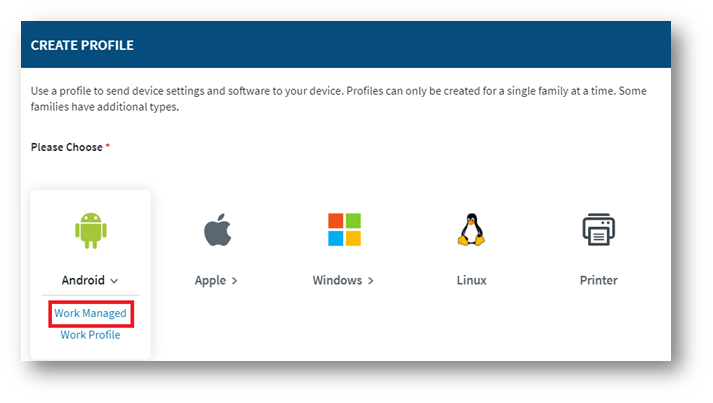 CREATE PROFILE
Use a profile to send device settings and software to your device. Profiles can only be created for a single family at a time. Some
families have additional types.
Please Choose *
Android Apple > Windows > Linux Printer
Work Managed
Work Profile